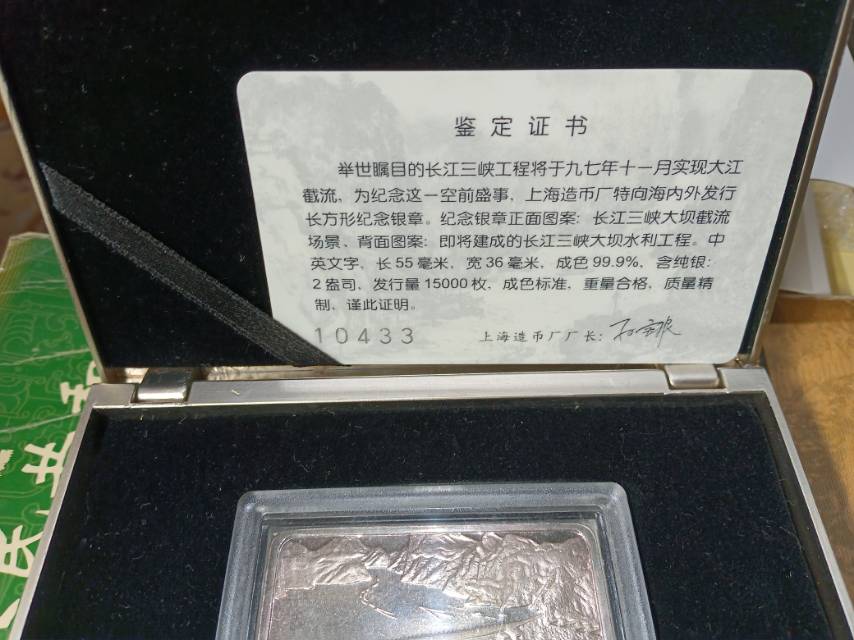 鉴定证书
举世瞩目的长江三峡工程将于九七年十一月实现大江
截流，为纪念这一空前盛事，上海造币厂特向海内外发行
长方形纪念银章。纪念银章正面图案：长江三峡大坝截流
场景、背面图案：即将建成的长江三峡大坝水利工程。中
英文字，长55毫米，宽36毫米，成色99.9%，含纯银：
2盎司，发行量15000枚，成色标准，重量合格，质量精
制，谨此证明。
10433
上海造币厂厂长：